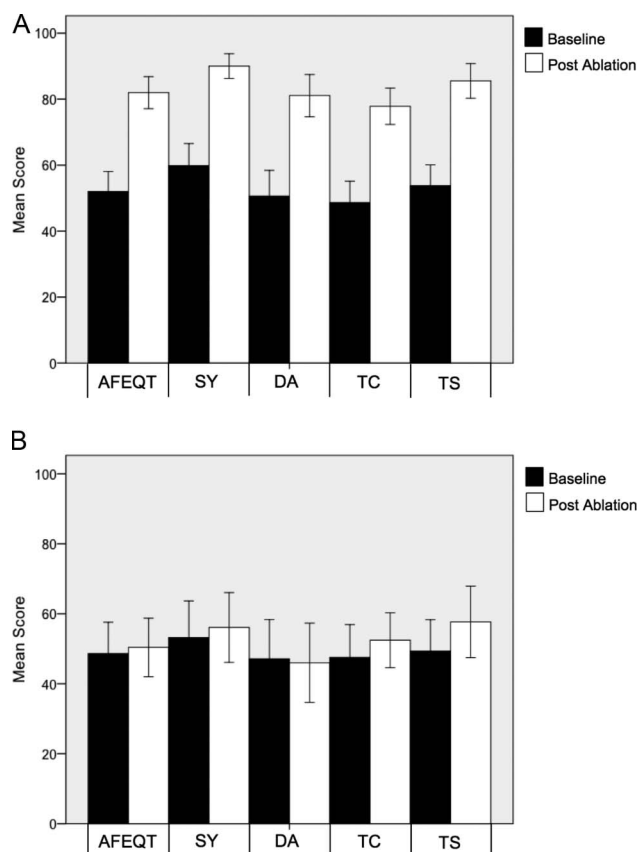 A
100
80
60
40
20
0
Mean Score
AFEQT SY DA TC TS
Baseline
Post Ablation
B
100
80
60
40
20
0
Mean Score
AFEQT SY DA TC TS
Baseline
Post Ablation